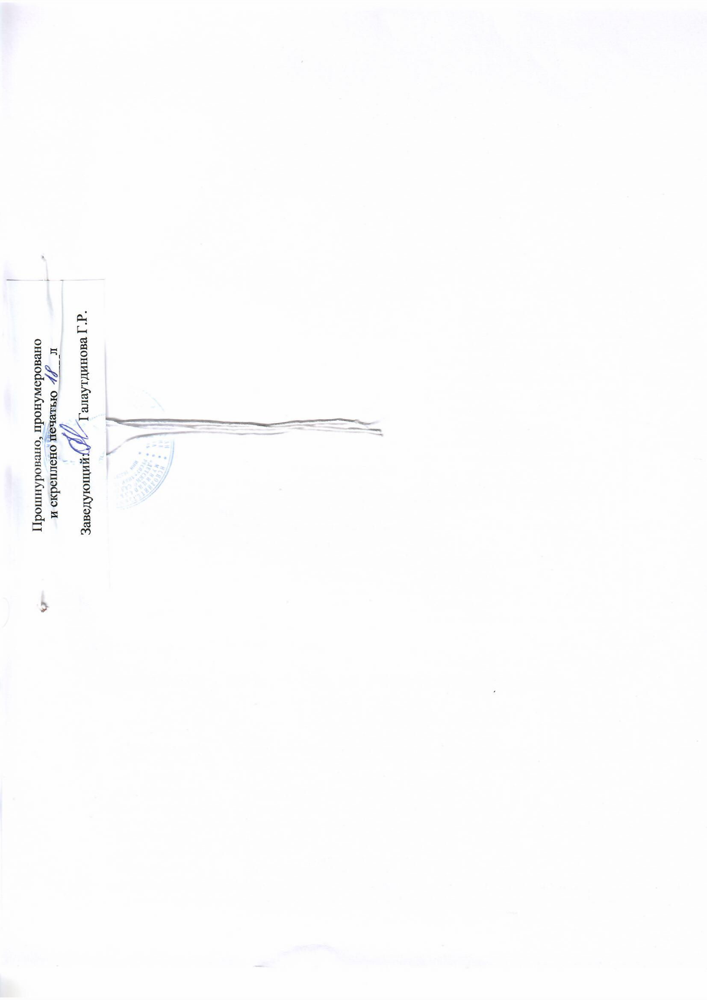 Прошнуровано, пронумеровано
и скреплено печатью 18 л
Заведующий: Галаутдинова Г.Р.